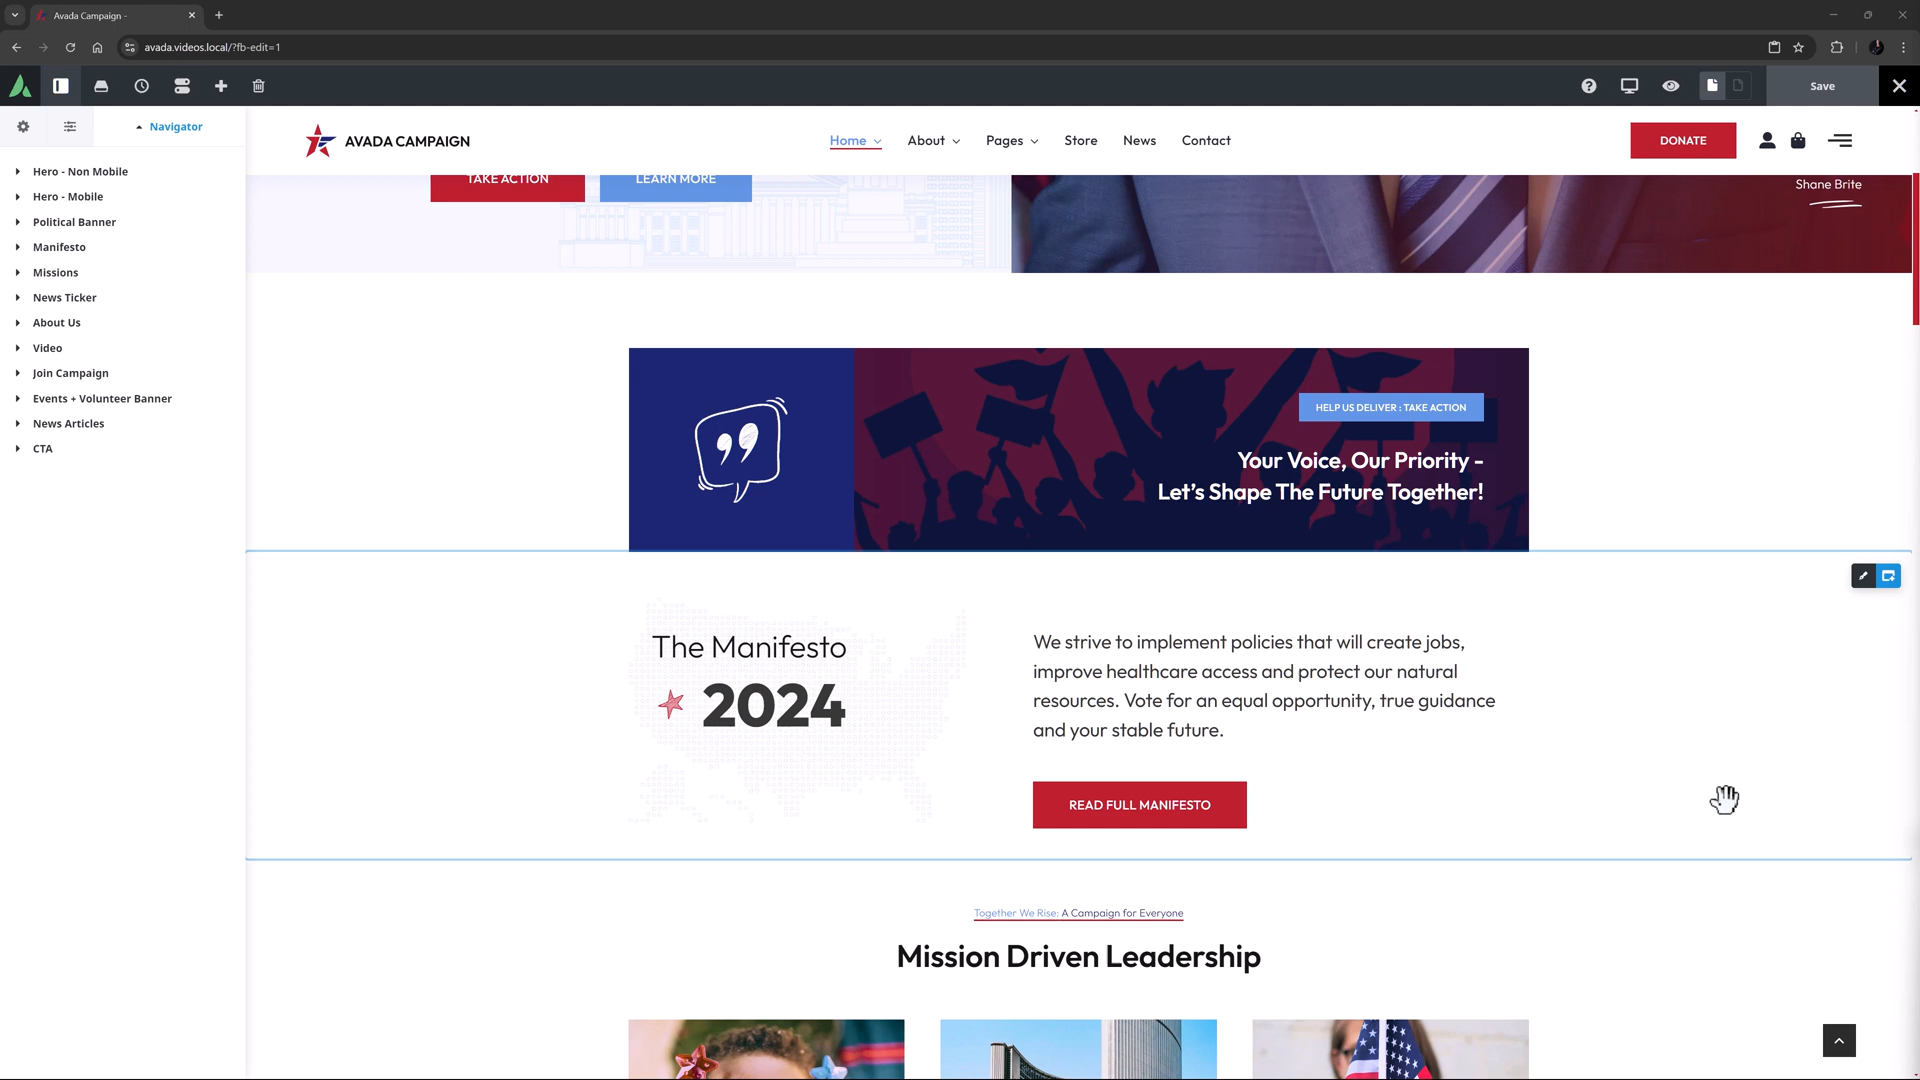 Avada Campaign -
avada.videos.local/?fb-edit=1
Save
Navigator
Hero - Non Mobile
Hero - Mobile
Political Banner
Manifesto
Missions
News Ticker
About Us
Video
Join Campaign
Events + Volunteer Banner
News Articles
CTA
AVADA CAMPAIGN
Home
About
Pages
Store
News
Contact
DONATE
TAKE ACTION
LEARN MORE
Shane Brite
HELP US DELIVER : TAKE ACTION
Your Voice, Our Priority -
Let's Shape The Future Together!
The Manifesto
2024
We strive to implement policies that will create jobs,
improve healthcare access and protect our natural
resources. Vote for an equal opportunity, true guidance
and your stable future.
READ FULL MANIFESTO
Together We Rise: A Campaign for Everyone
Mission Driven Leadership